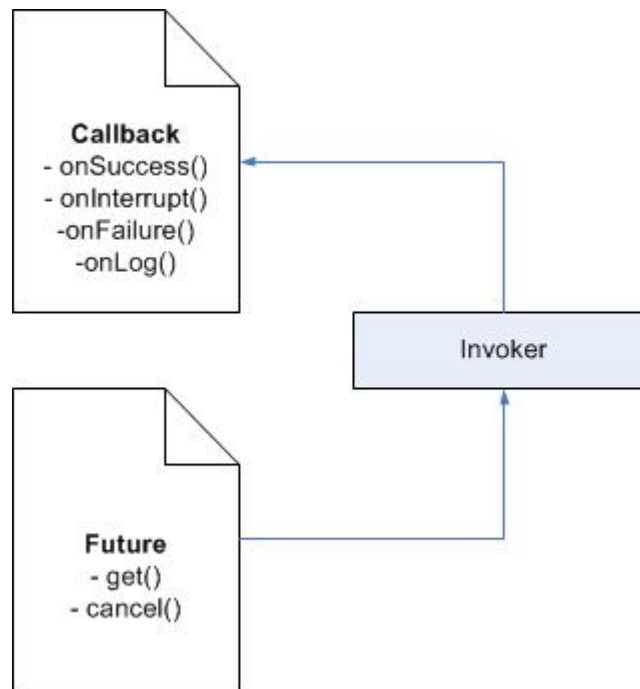 Callback
- onSuccess()
- onInterrupt()
-onFailure()
-onLog()
Invoker
Future
- get()
- cancel()